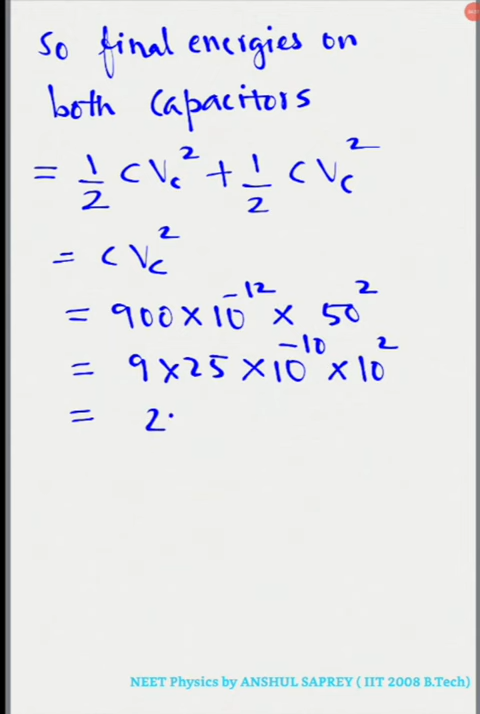 So final energies on
both Capacitors
= 1/2 CVc² + 1/2 CVc²
= CVc²
= 900 × 10⁻¹² × 50²
= 9 × 25 × 10⁻¹⁰ × 10²
= 2.
NEET Physics by ANSHUL SAPREY ( IIT 2008 B.Tech)